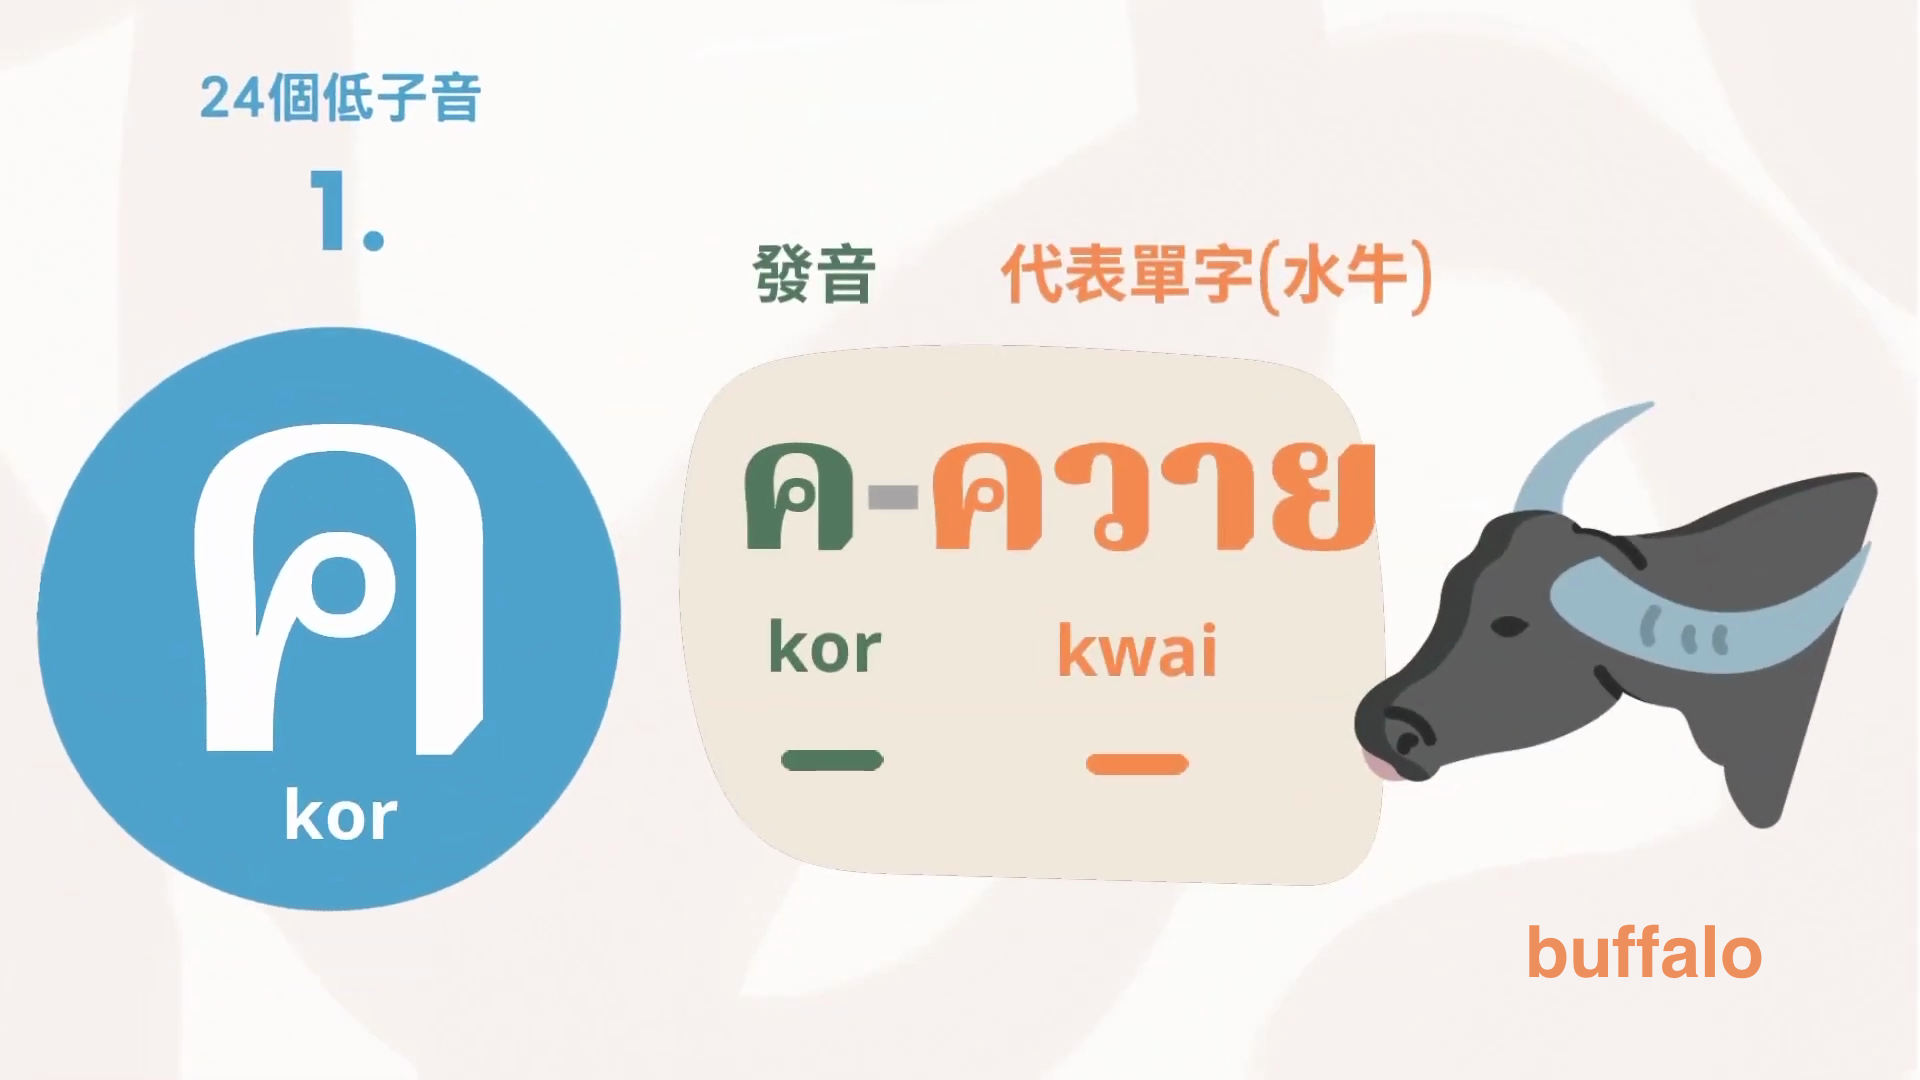 24個低子音
1.
發音
代表單字(水牛)
ค
kor
ค-ควาย
kor
kwai
buffalo